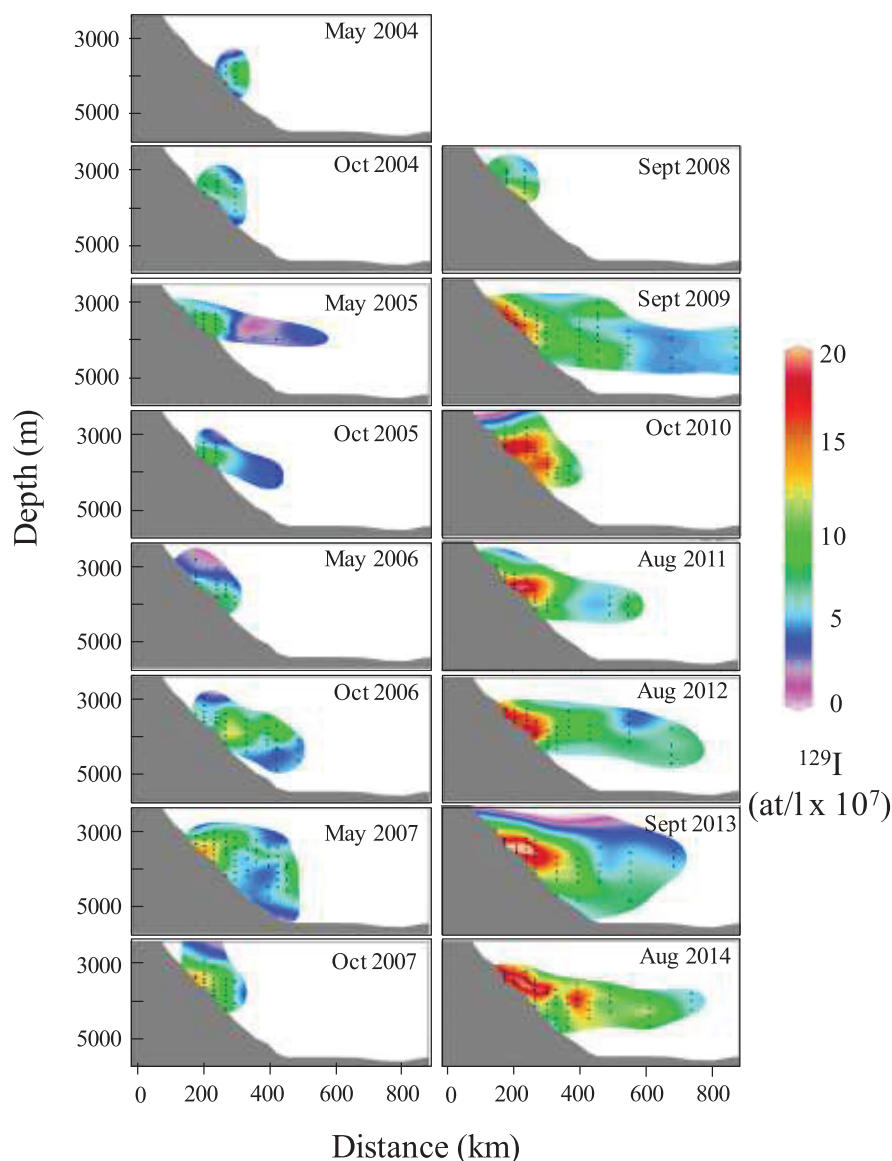 May 2004
3000
5000
Oct 2004
3000
5000
Sept 2008
May 2005
3000
5000
Sept 2009
Oct 2005
3000
5000
Oct 2010
May 2006
3000
5000
Aug 2011
Oct 2006
3000
5000
Aug 2012
May 2007
3000
5000
Sept 2013
Oct 2007
3000
5000
Aug 2014
0 200 400 600 800
0 200 400 600 800
Depth (m)
Distance (km)
20
15
10
5
0
¹²⁹I
(at/l x 10⁷)